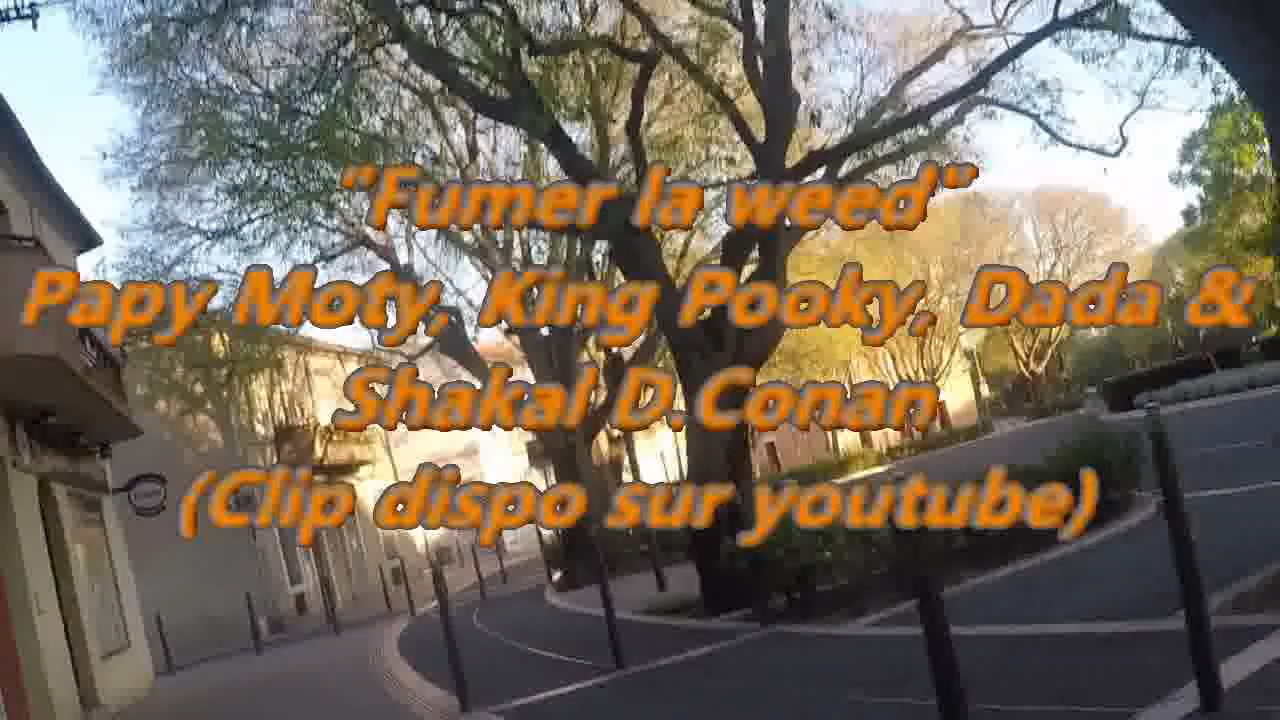 "Fumer la weed"
Papy Moty, King Pooky, Dada &
Shakal D.Conan
(Clip dispo sur youtube)